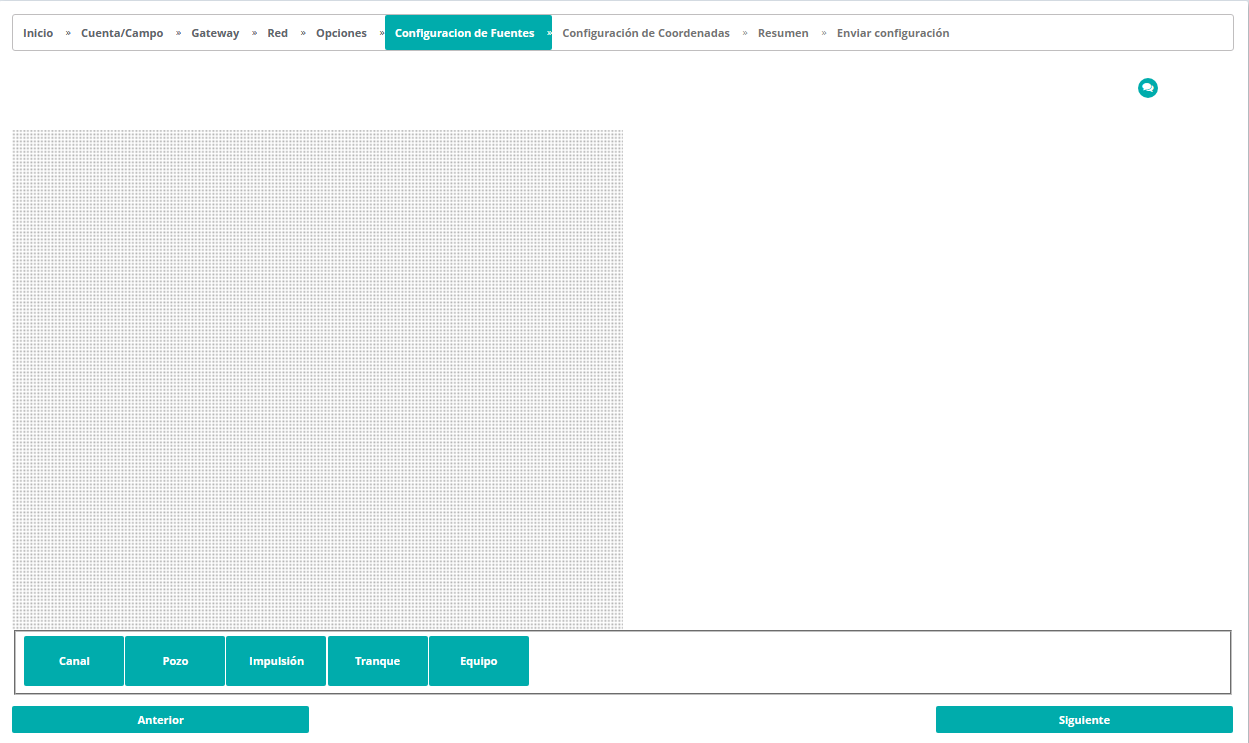 Inicio » Cuenta/Campo » Gateway » Red » Opciones » Configuracion de Fuentes » Configuración de Coordenadas » Resumen » Enviar configuración
Canal Pozo Impulsión Tranque Equipo
Anterior Siguiente